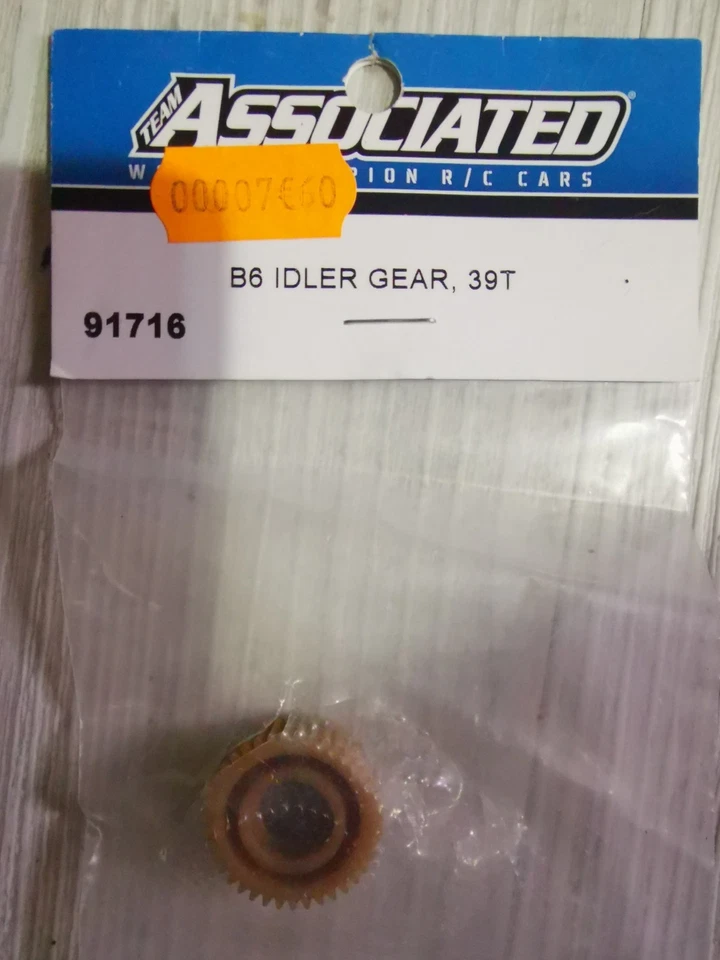 TEAM
ASSOCIATED®
W PION R/C CARS
00007€60
B6 IDLER GEAR, 39T
91716